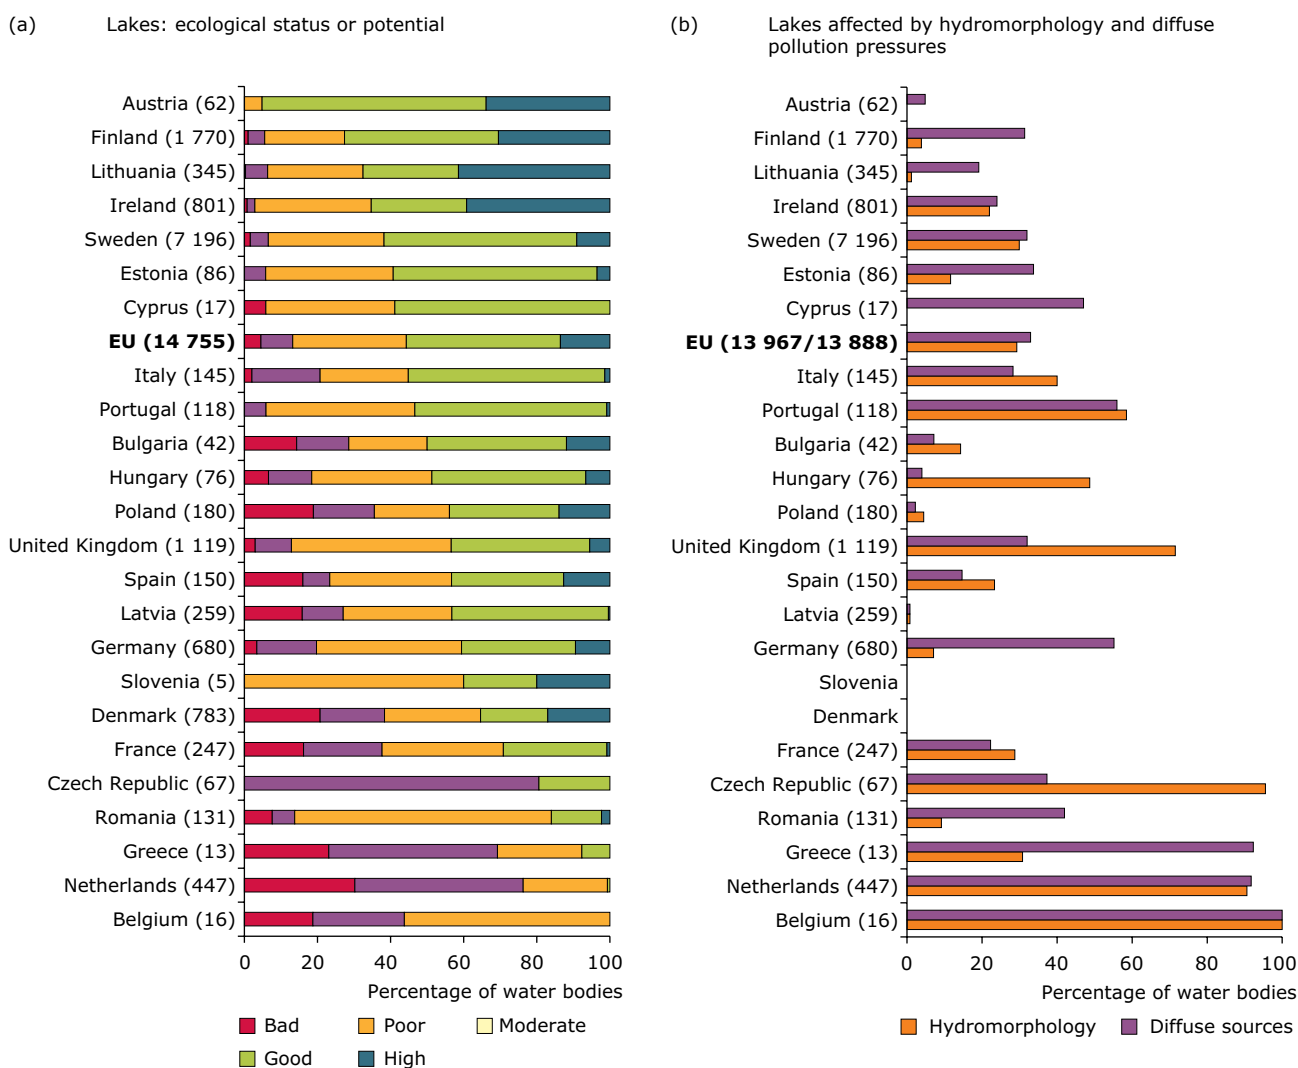 (a) Lakes: ecological status or potential
Austria (62)
Finland (1 770)
Lithuania (345)
Ireland (801)
Sweden (7 196)
Estonia (86)
Cyprus (17)
EU (14 755)
Italy (145)
Portugal (118)
Bulgaria (42)
Hungary (76)
Poland (180)
United Kingdom (1 119)
Spain (150)
Latvia (259)
Germany (680)
Slovenia (5)
Denmark (783)
France (247)
Czech Republic (67)
Romania (131)
Greece (13)
Netherlands (447)
Belgium (16)
0 20 40 60 80 100
Percentage of water bodies
Bad Poor Moderate
Good High
(b) Lakes affected by hydromorphology and diffuse
pollution pressures
Austria (62)
Finland (1 770)
Lithuania (345)
Ireland (801)
Sweden (7 196)
Estonia (86)
Cyprus (17)
EU (13 967/13 888)
Italy (145)
Portugal (118)
Bulgaria (42)
Hungary (76)
Poland (180)
United Kingdom (1 119)
Spain (150)
Latvia (259)
Germany (680)
Slovenia
Denmark
France (247)
Czech Republic (67)
Romania (131)
Greece (13)
Netherlands (447)
Belgium (16)
0 20 40 60 80 100
Percentage of water bodies
Hydromorphology Diffuse sources